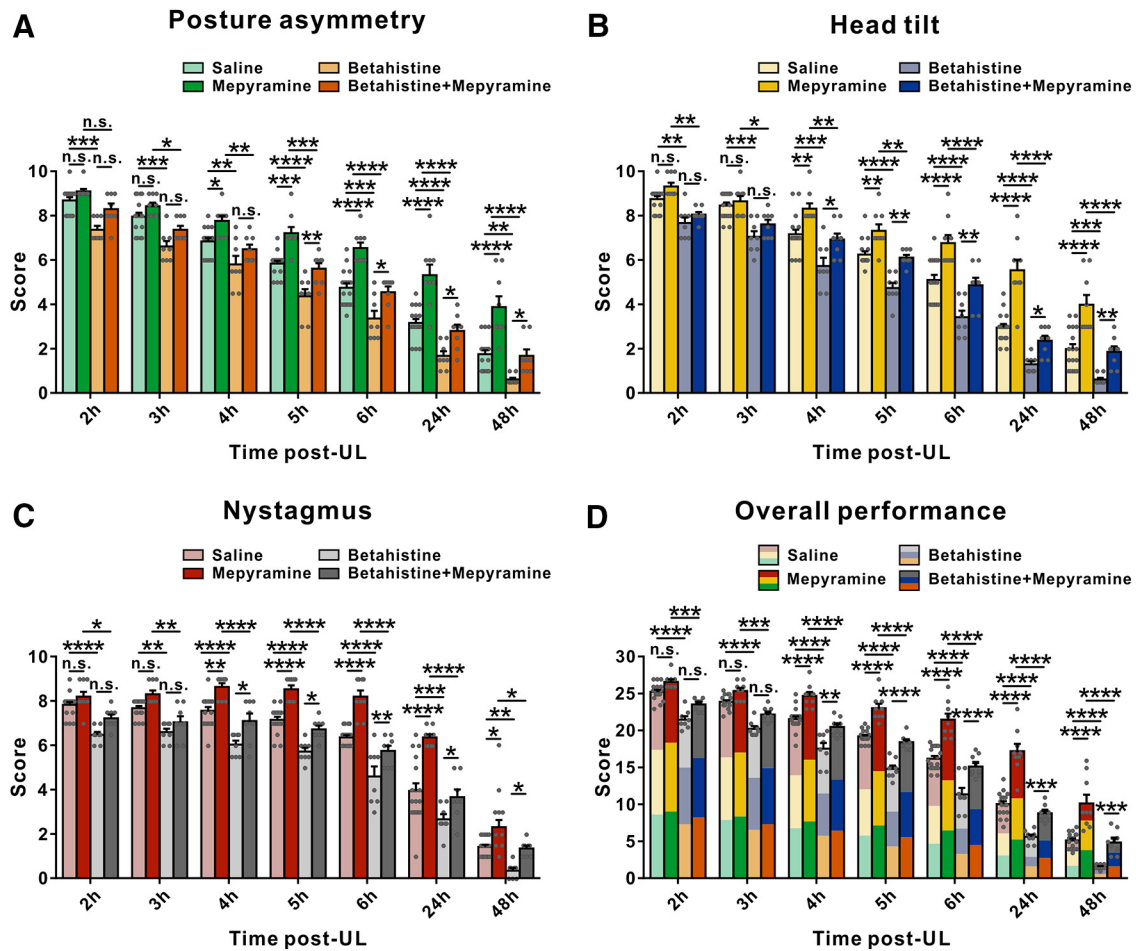 A
Posture asymmetry
Saline
Betahistine
Mepyramine
Betahistine+Mepyramine
n.s.
***
n.s.
n.s.
*
***
n.s.
n.s.
**
**
*
n.s.
***
****
***
**
****
***
****
*
****
****
****
*
****
**
****
*
10
8
6
4
2
0
Score
2h
3h
4h
5h
6h
24h
48h
Time post-UL
B
Head tilt
Saline
Betahistine
Mepyramine
Betahistine+Mepyramine
**
**
n.s.
n.s.
*
***
n.s.
n.s.
**
***
**
*
**
****
**
**
****
****
****
**
****
****
****
*
****
***
****
**
10
8
6
4
2
0
Score
2h
3h
4h
5h
6h
24h
48h
Time post-UL
C
Nystagmus
Saline
Betahistine
Mepyramine
Betahistine+Mepyramine
*
****
n.s.
n.s.
**
**
n.s.
n.s.
****
****
**
*
****
****
****
*
****
****
****
**
****
***
****
*
*
**
*
*
10
8
6
4
2
0
Score
2h
3h
4h
5h
6h
24h
48h
Time post-UL
D
Overall performance
Saline
Betahistine
Mepyramine
Betahistine+Mepyramine
***
****
n.s.
n.s.
***
****
n.s.
n.s.
****
****
****
**
****
****
****
****
****
****
****
****
****
****
****
***
****
****
****
***
30
25
20
15
10
5
0
Score
2h
3h
4h
5h
6h
24h
48h
Time post-UL